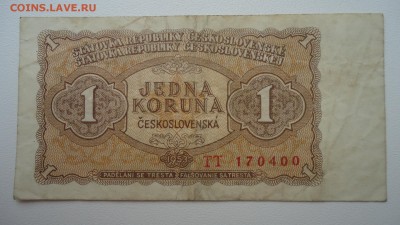 COINS.LAVE.RU
STÁTOVKA REPUBLIKY ČESKOSLOVENSKÉ
ŠTÁTOVKA REPUBLIKY ČESKOSLOVENSKEJ
1 JEDNA 1
KORUNA
ČESKOSLOVENSKÁ
1953
TT 170400
PADĚLÁNÍ SE TRESTÁ FALŠOVANIE SA TRESTÁ